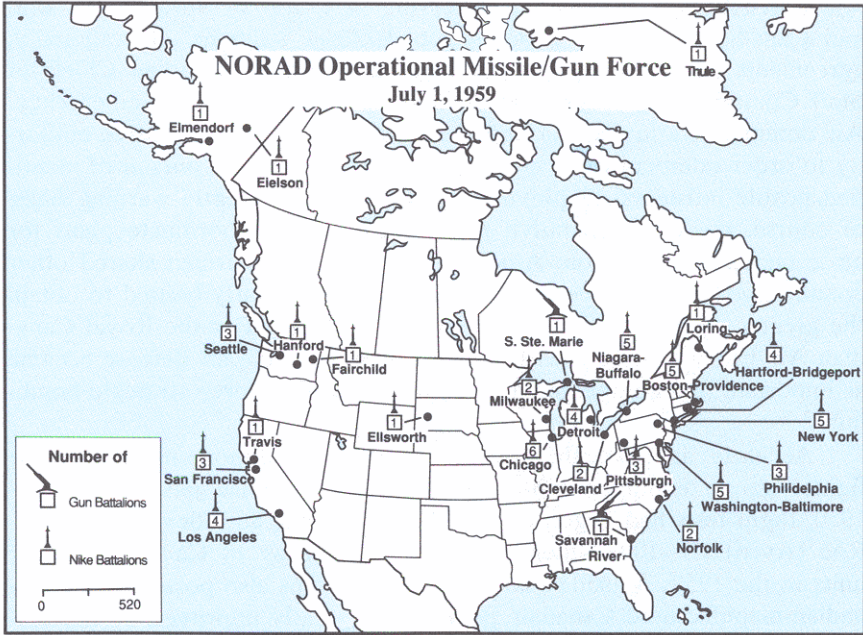 NORAD Operational Missile/Gun Force
July 1, 1959
1
Thule
1
Elmendorf
1
Eielson
3
Seattle
1
Hanford
1
Fairchild
1
S. Ste. Marie
5
Niagara-
Buffalo
1
Loring
5
Boston-Providence
4
Hartford-Bridgeport
2
Milwaukee
4
Detroit
1
Ellsworth
1
Travis
6
Chicago
2
Cleveland
3
Pittsburgh
5
New York
3
Philidelphia
5
Washington-Baltimore
3
San Francisco
4
Los Angeles
1
Savannah
River
2
Norfolk
Number of
Gun Battalions
Nike Battalions
0
520